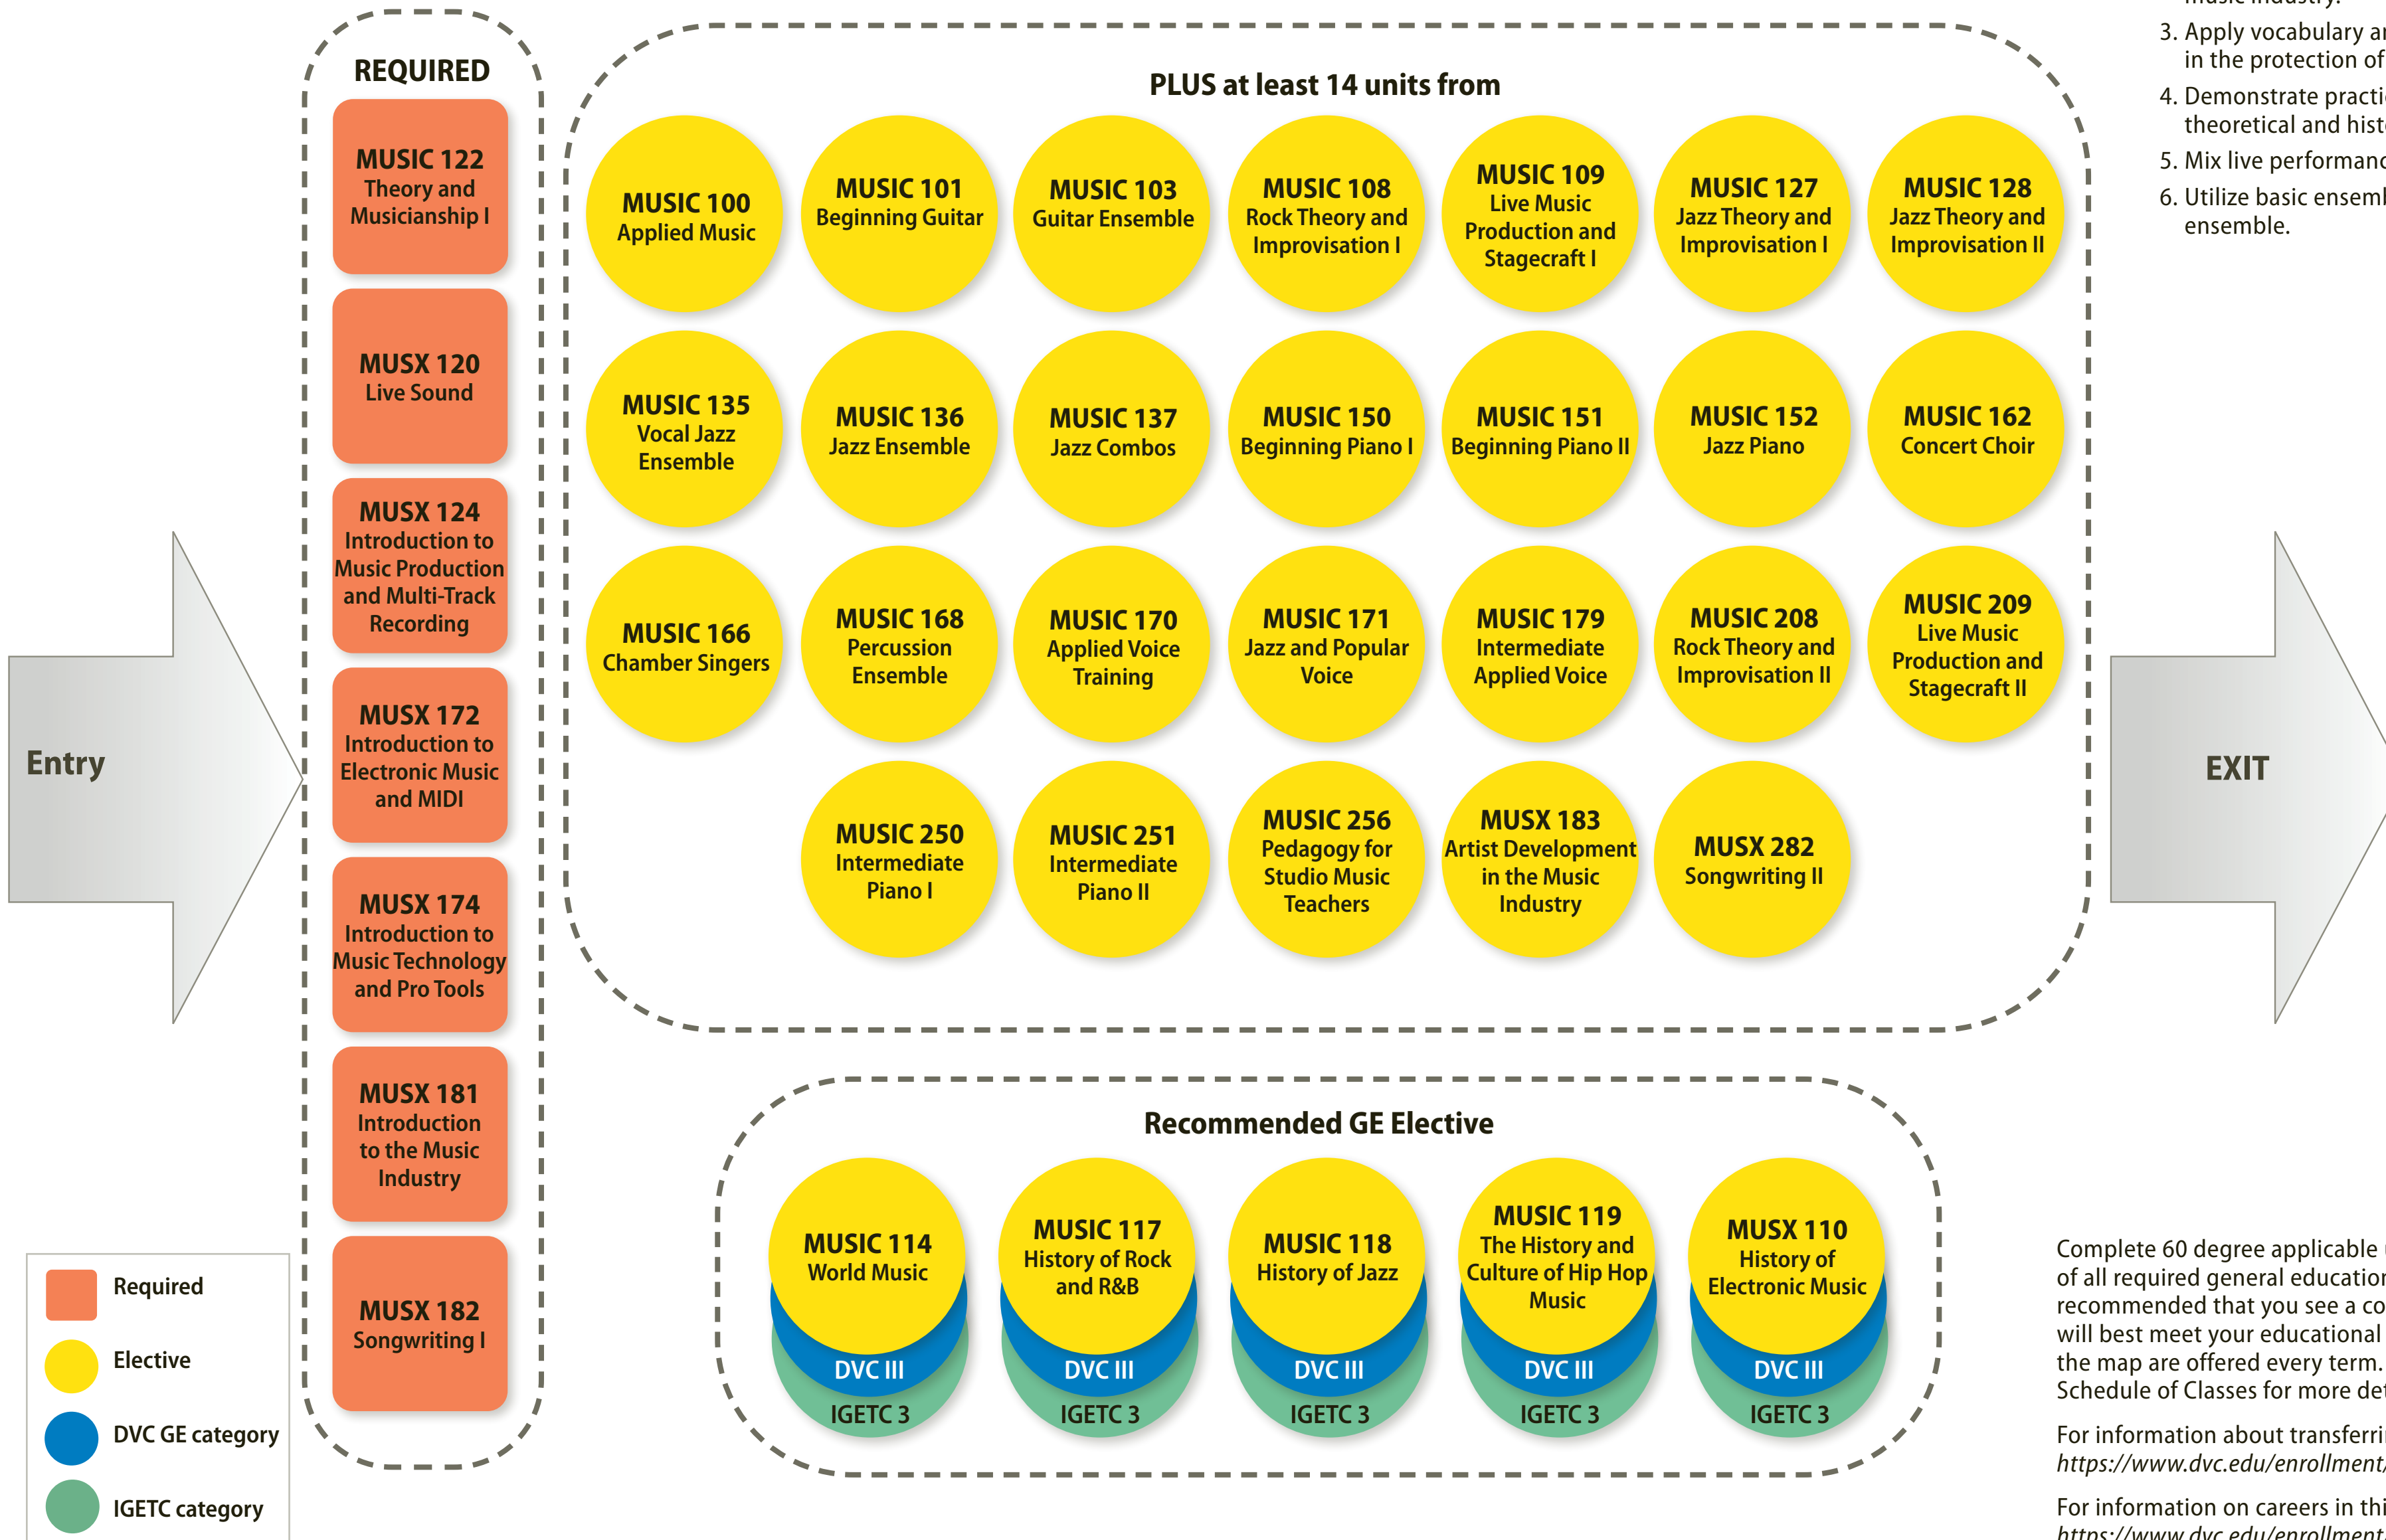 music industry.
3. Apply vocabulary
in the protection of
4. Demonstrate
theoretical and
5. Mix live
6. Utilize basic
ensemble.
REQUIRED
MUSIC 122
Theory and
Musicianship I
MUSX 120
Live Sound
MUSX 124
Introduction to
Music Production
and Multi-Track
Recording
MUSX 172
Introduction to
Electronic Music
and MIDI
MUSX 174
Introduction to
Music Technology
and Pro Tools
MUSX 181
Introduction
to the Music
Industry
MUSX 182
Songwriting I
PLUS at least 14 units from
MUSIC 100
Applied Music
MUSIC 101
Beginning Guitar
MUSIC 103
Guitar Ensemble
MUSIC 108
Rock Theory and
Improvisation I
MUSIC 109
Live Music
Production and
Stagecraft I
MUSIC 127
Jazz Theory and
Improvisation I
MUSIC 128
Jazz Theory and
Improvisation II
MUSIC 135
Vocal Jazz
Ensemble
MUSIC 136
Jazz Ensemble
MUSIC 137
Jazz Combos
MUSIC 150
Beginning Piano I
MUSIC 151
Beginning Piano II
MUSIC 152
Jazz Piano
MUSIC 162
Concert Choir
MUSIC 166
Chamber Singers
MUSIC 168
Percussion
Ensemble
MUSIC 170
Applied Voice
Training
MUSIC 171
Jazz and Popular
Voice
MUSIC 179
Intermediate
Applied Voice
MUSIC 208
Rock Theory and
Improvisation II
MUSIC 209
Live Music
Production and
Stagecraft II
MUSIC 250
Intermediate
Piano I
MUSIC 251
Intermediate
Piano II
MUSIC 256
Pedagogy for
Studio Music
Teachers
MUSX 183
Artist Development
in the Music
Industry
MUSX 282
Songwriting II
Entry
EXIT
Recommended GE Elective
MUSIC 114
World Music
DVC III
IGETC 3
MUSIC 117
History of Rock
and R&B
DVC III
IGETC 3
MUSIC 118
History of Jazz
DVC III
IGETC 3
MUSIC 119
The History and
Culture of Hip Hop
Music
DVC III
IGETC 3
MUSX 110
History of
Electronic Music
DVC III
IGETC 3
Required
Elective
DVC GE category
IGETC category
Complete 60 degree applicable
of all required general education
recommended that you see a
will best meet your educational
the map are offered every term.
Schedule of Classes for more
For information about
https://www.dvc.edu/enrollment/
For information on careers in
https://www.dvc.edu/enrollment